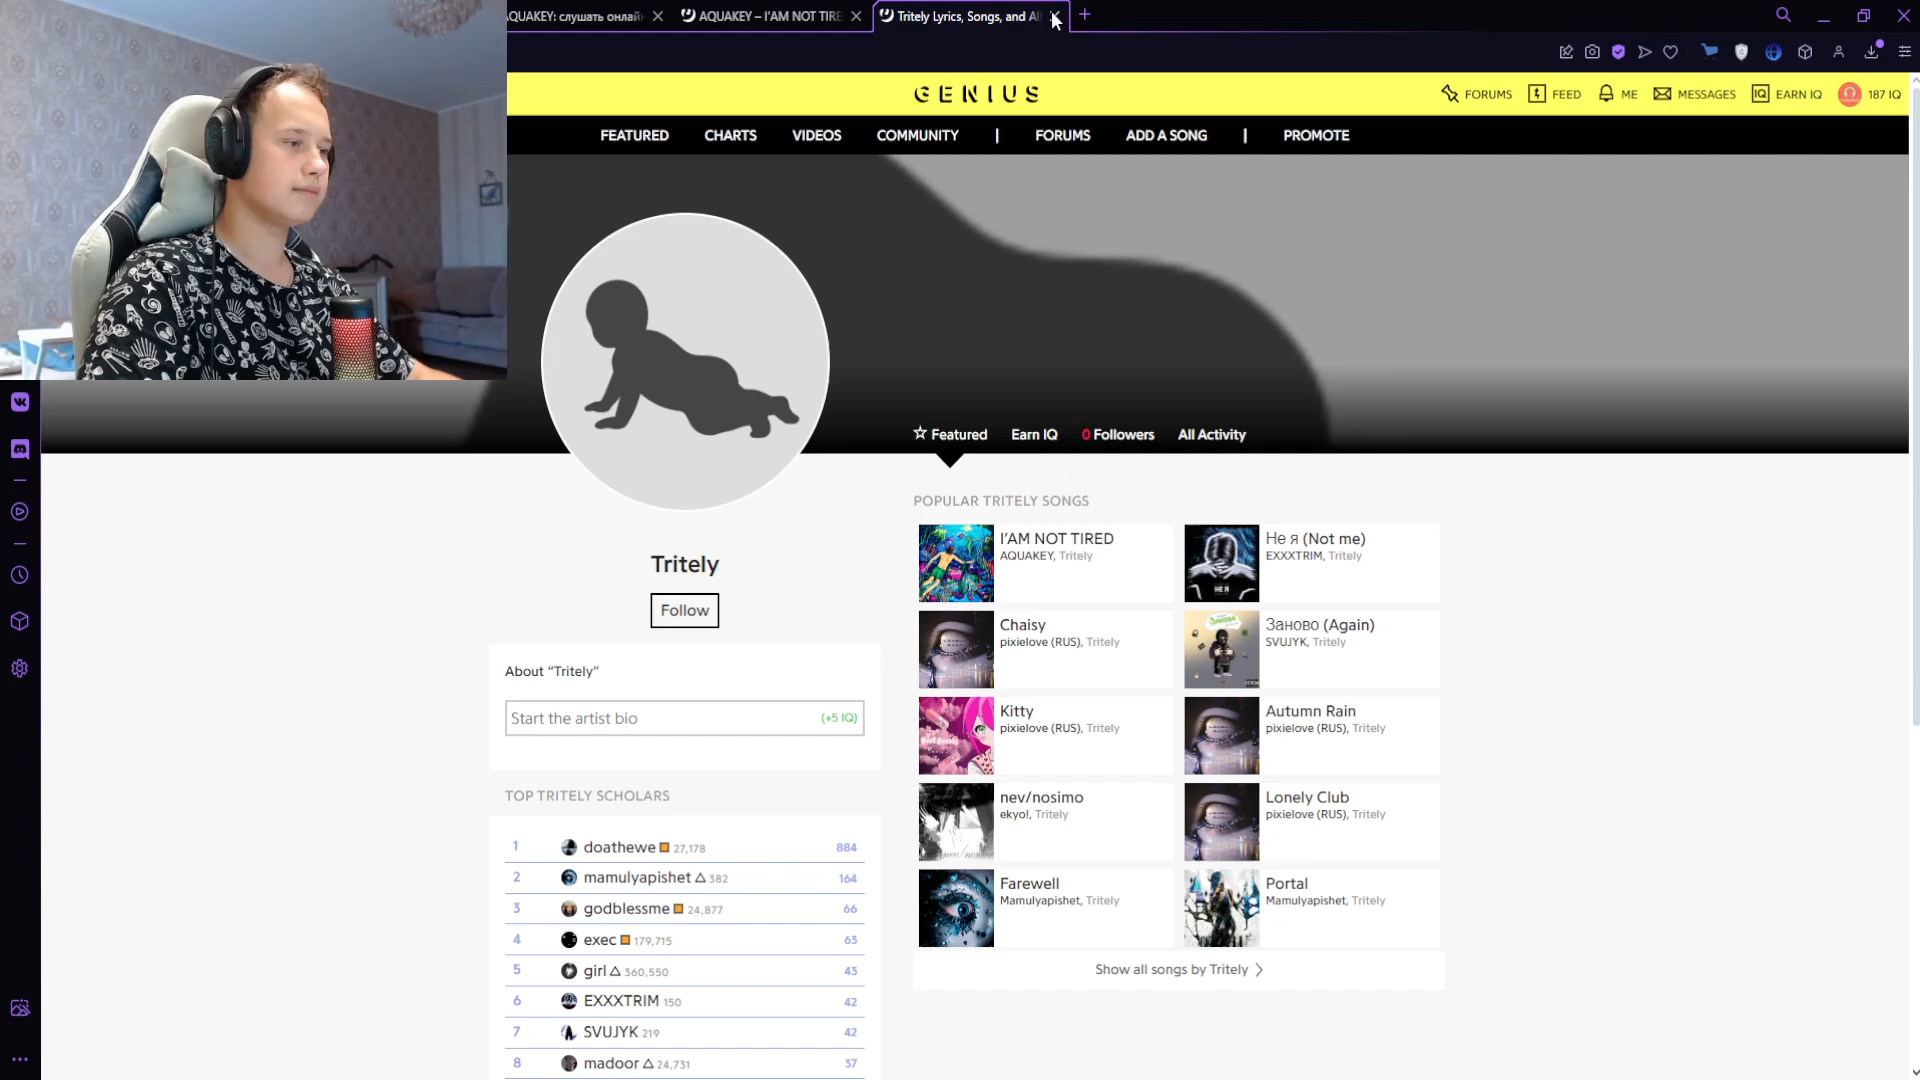 AQUAKEY: слушать онлай
AQUAKEY – I'AM NOT TIRE
Tritely Lyrics, Songs, and Al
GENIUS
FORUMS
FEED
ME
MESSAGES
IQ EARN IQ
187 IQ
FEATURED
CHARTS
VIDEOS
COMMUNITY
|
FORUMS
ADD A SONG
|
PROMOTE
Featured
Earn IQ
0 Followers
All Activity
Tritely
Follow
About “Tritely”
Start the artist bio
(+5 IQ)
TOP TRITELY SCHOLARS
1 doathewe 27,178 884
2 mamulyapishet 382 164
3 godblessme 24,877 66
4 exec 179,715 63
5 girl 360,550 43
6 EXXXTRIM 150 42
7 SVUJYK 219 42
8 madoor 24,731 37
POPULAR TRITELY SONGS
I'AM NOT TIRED
AQUAKEY, Tritely
Не я (Not me)
EXXXTRIM, Tritely
Chaisy
pixielove (RUS), Tritely
Заново (Again)
SVUJYK, Tritely
Kitty
pixielove (RUS), Tritely
Autumn Rain
pixielove (RUS), Tritely
nev/nosimo
ekyo!, Tritely
Lonely Club
pixielove (RUS), Tritely
Farewell
Mamulyapishet, Tritely
Portal
Mamulyapishet, Tritely
Show all songs by Tritely